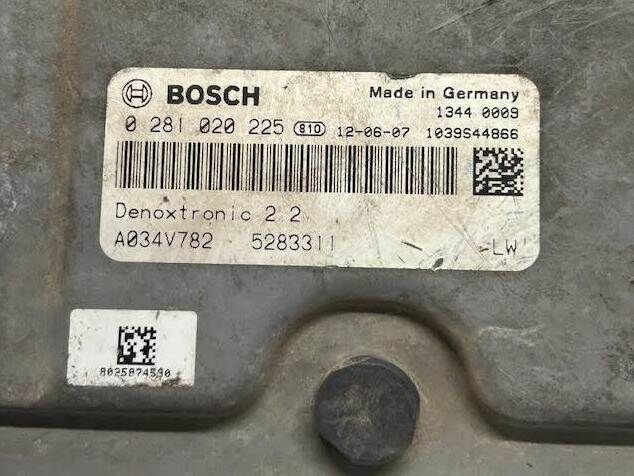 BOSCH Made in Germany
1344 0009
0 281 020 225 810 12-06-07 1039S44866
Denoxtronic 2 2
A034V782 5283311 LW
8025874590